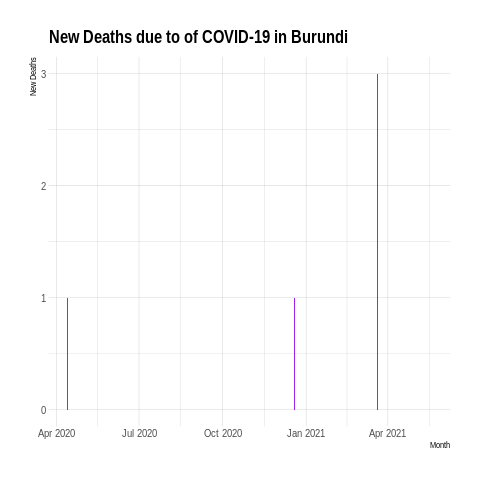 New Deaths due to of COVID-19 in Burundi
New Deaths
3
2
1
0
Apr 2020 Jul 2020 Oct 2020 Jan 2021 Apr 2021
Month